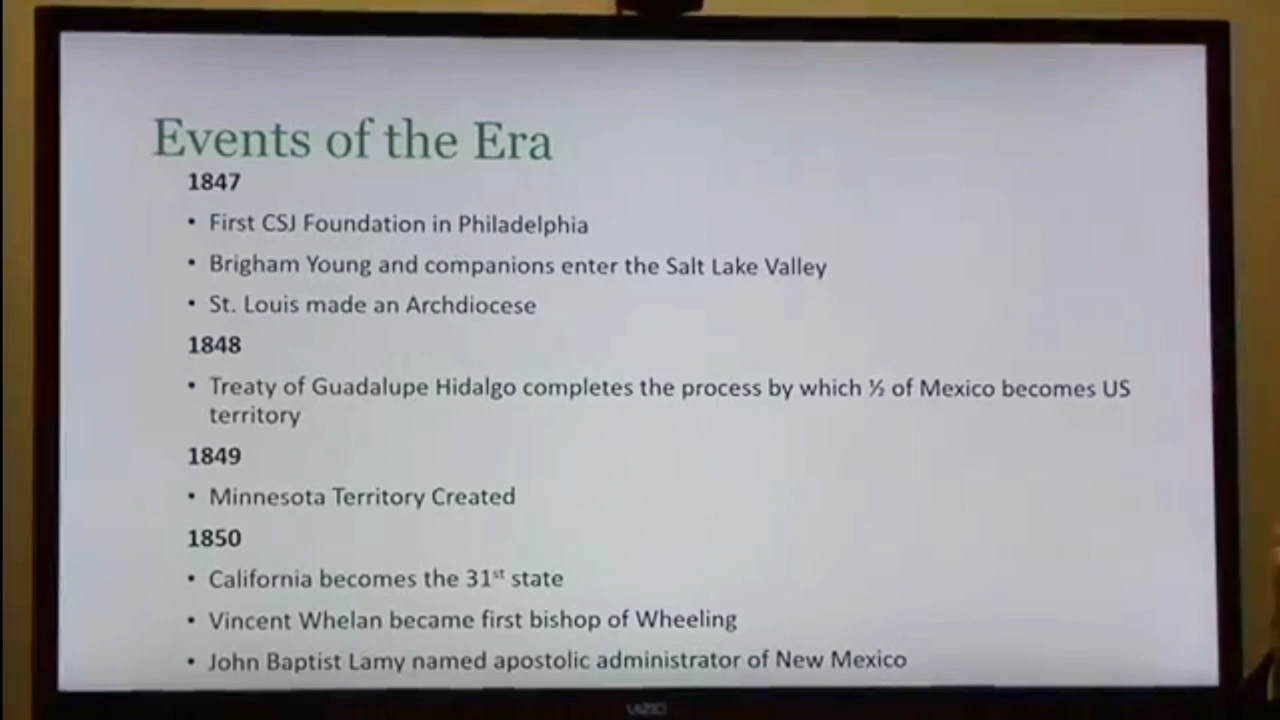 Events of the Era
1847
• First CSJ Foundation in Philadelphia
• Brigham Young and companions enter the Salt Lake Valley
• St. Louis made an Archdiocese
1848
• Treaty of Guadalupe Hidalgo completes the process by which ½ of Mexico becomes US
territory
1849
• Minnesota Territory Created
1850
• California becomes the 31st state
• Vincent Whelan became first bishop of Wheeling
• John Baptist Lamy named apostolic administrator of New Mexico
VIZIO